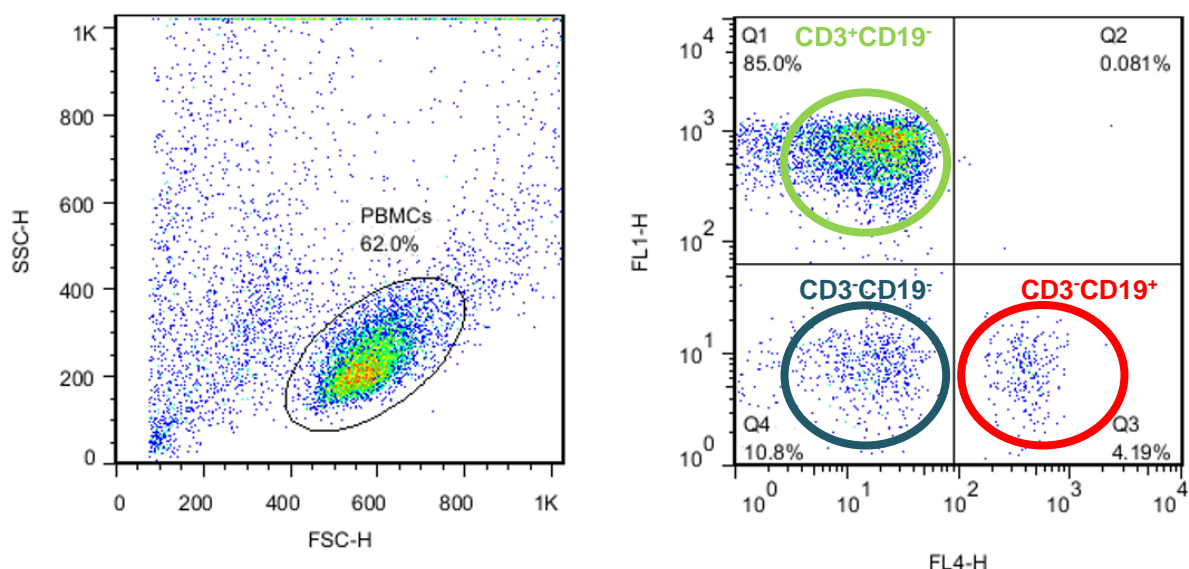 1K
800
600
400
200
0
SSC-H
PBMCs
62.0%
0 200 400 600 800 1K
FSC-H
Q1 CD3⁺CD19⁻
85.0%
Q2
0.081%
10⁴
10³
10²
10¹
10⁰
FL1-H
CD3⁻CD19⁻
CD3⁻CD19⁺
Q4
10.8%
Q3
4.19%
10⁰ 10¹ 10² 10³ 10⁴
FL4-H